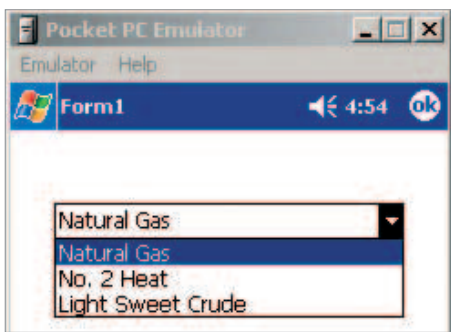 Pocket PC Emulator
Emulator Help
Form1 4:54 ok
Natural Gas
Natural Gas
No. 2 Heat
Light Sweet Crude